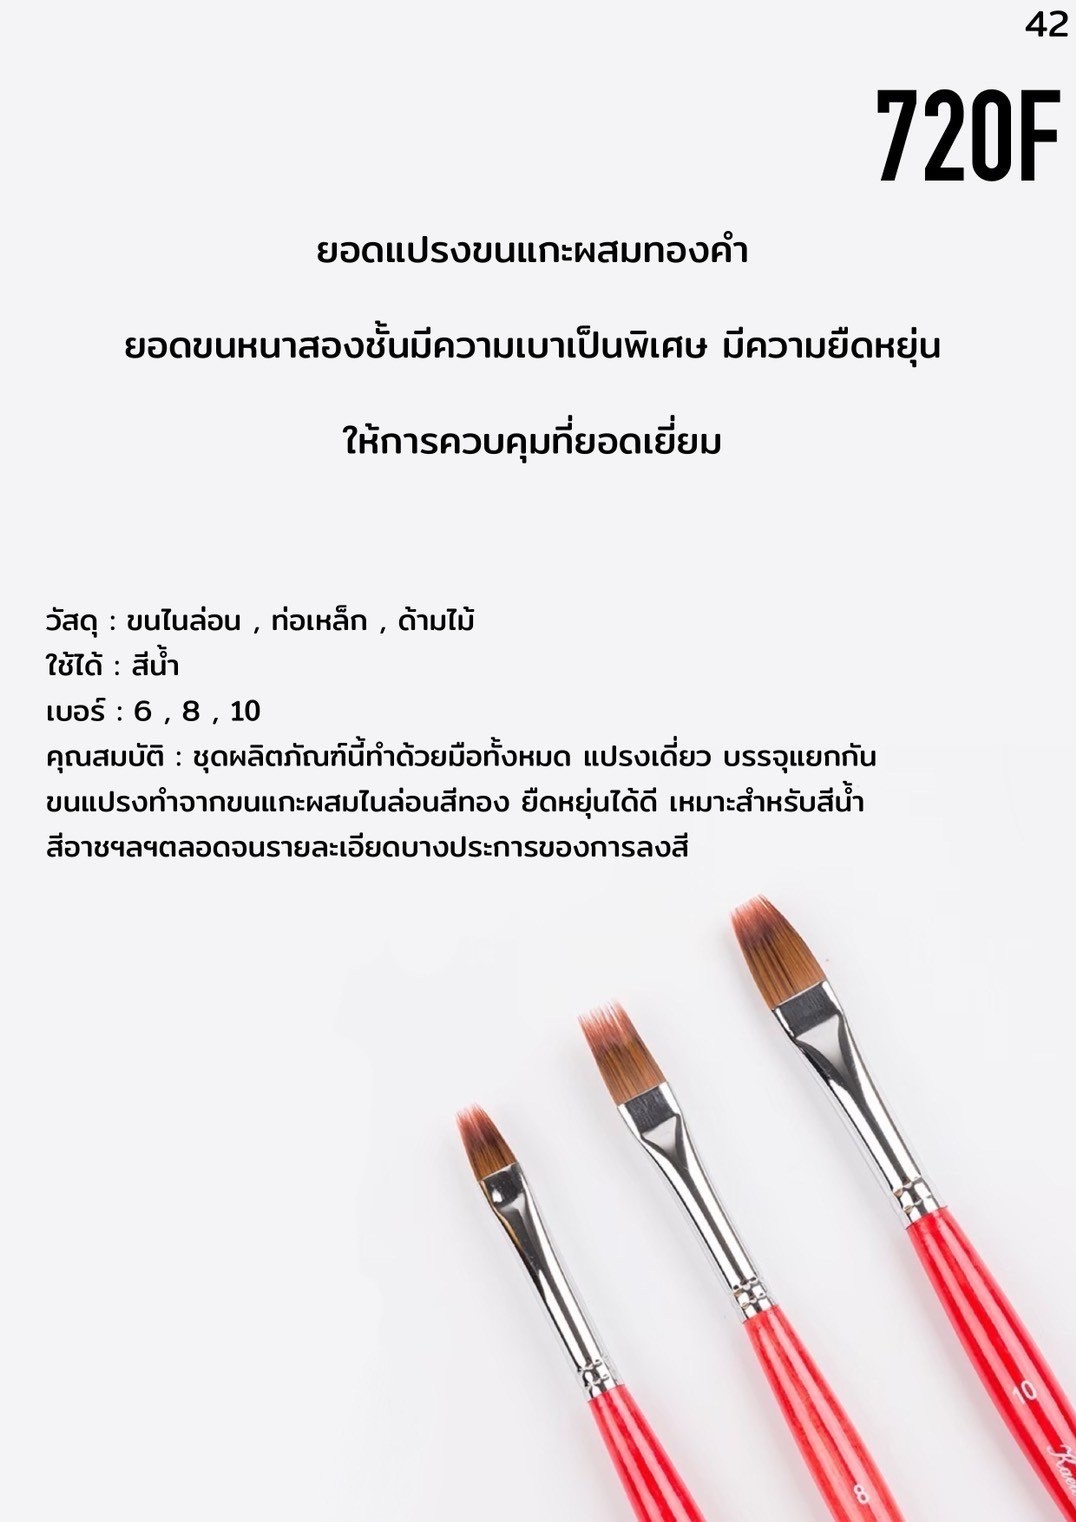 42
720F
ยอดแปรงขนแกะผสมทองคำ
ยอดขนหนาสองชั้นมีความเบาเป็นพิเศษ มีความยืดหยุ่น
ให้การควบคุมที่ยอดเยี่ยม
วัสดุ : ขนไนล่อน , ท่อเหล็ก , ด้ามไม้
ใช้ได้ : สีน้ำ
เบอร์ : 6 , 8 , 10
คุณสมบัติ : ชุดผลิตภัณฑ์นี้ทำด้วยมือทั้งหมด แปรงเดี่ยว บรรจุแยกกัน
ขนแปรงทำจากขนแกะผสมไนล่อนสีทอง ยืดหยุ่นได้ดี เหมาะสำหรับสีน้ำ
สีอาชฯลฯตลอดจนรายละเอียดบางประการของการลงสี
10
8